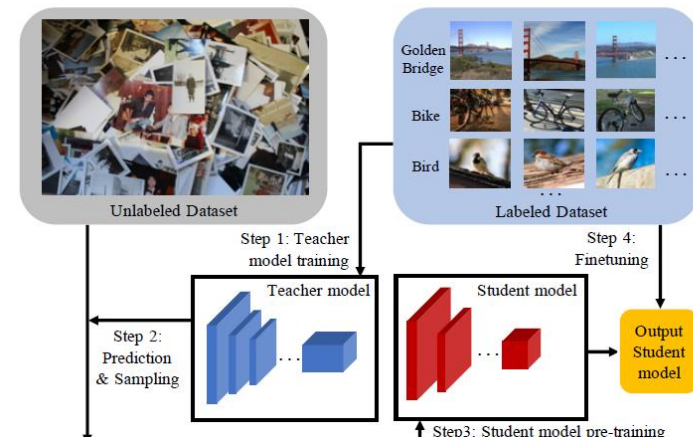 Golden
Bridge
. . .
Bike
. . .
Bird
. . .
. . .
Unlabeled Dataset
Labeled Dataset
Step 1: Teacher
model training
Step 4:
Finetuning
Teacher model
Student model
Step 2:
Prediction
& Sampling
. . .
. . .
Output
Student
model
Step3: Student model pre-training